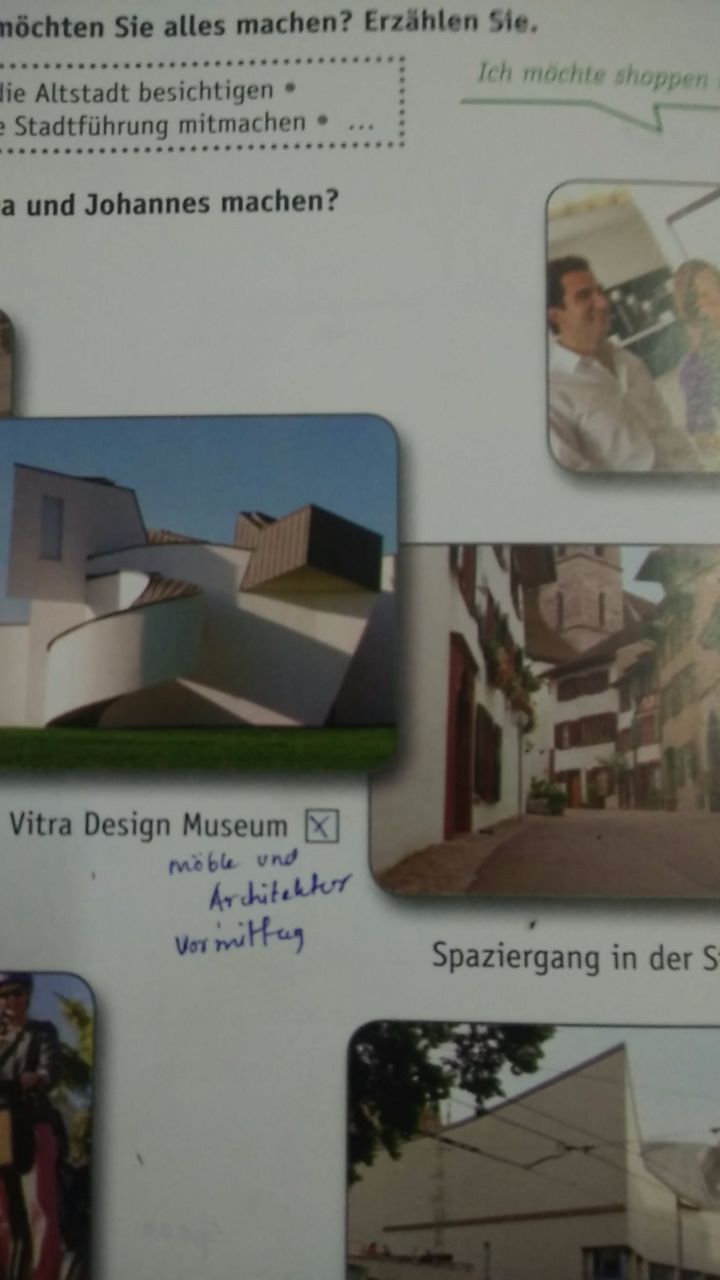 möchten Sie alles machen? Erzählen Sie.
die Altstadt besichtigen •
e Stadtführung mitmachen • ...
Ich möchte shoppen
a und Johannes machen?
Vitra Design Museum ☒
möble und
Architektur
Vormittag
Spaziergang in der S